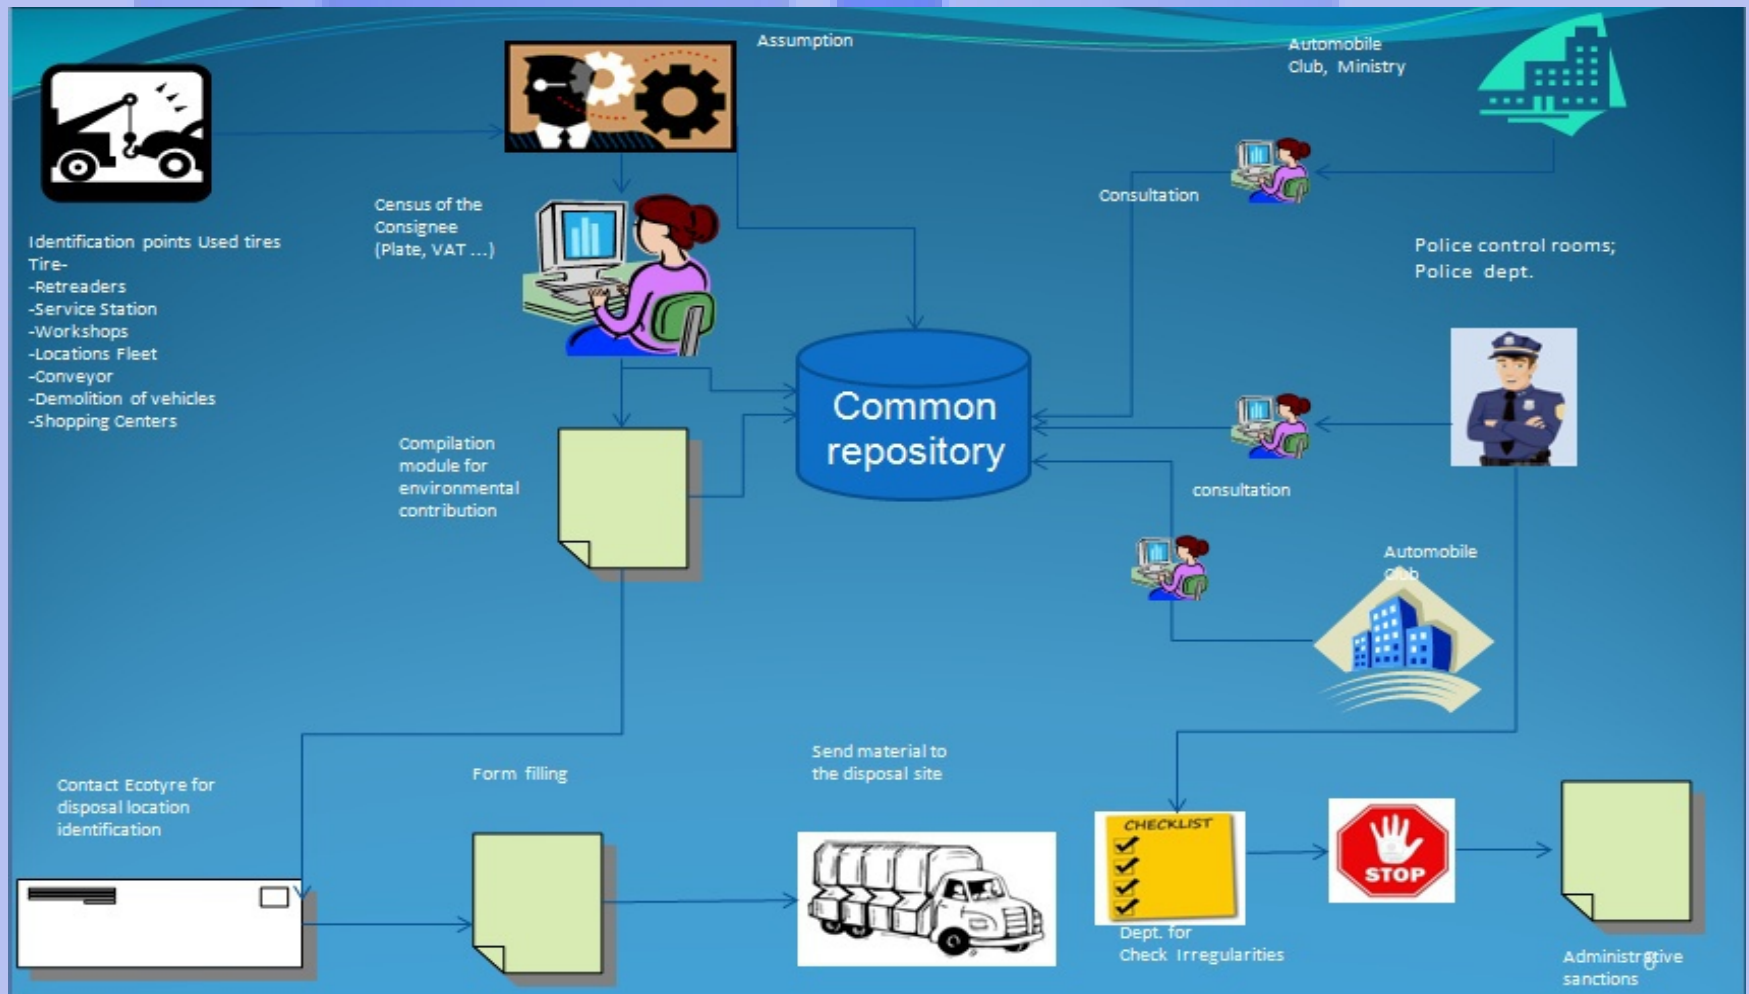 Assumption
Automobile
Club, Ministry
Census of the
Consignee
(Plate, VAT ...)
Consultation
Identification points Used tires
Tire-
-Retreaders
-Service Station
-Workshops
-Locations Fleet
-Conveyor
-Demolition of vehicles
-Shopping Centers
Police control rooms;
Police dept.
Common
repository
Compilation
module for
environmental
contribution
consultation
Automobile
Club
Contact Ecotyre for
disposal location
identification
Form filling
Send material to
the disposal site
CHECKLIST
STOP
Dept. for
Check Irregularities
Administrative
sanctions
6